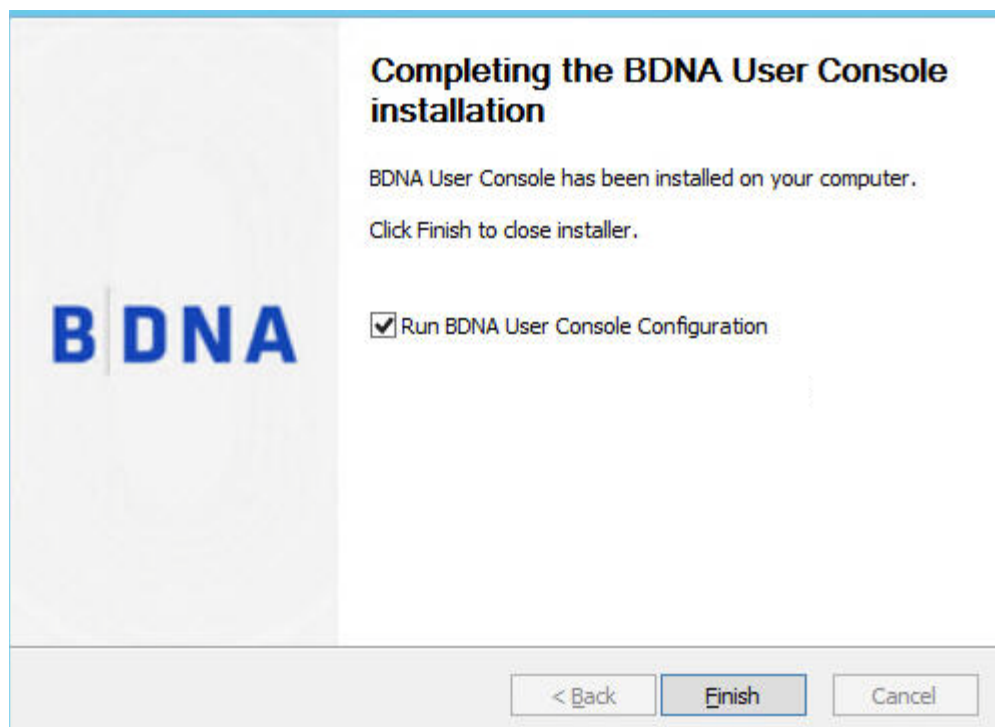 Completing the BDNA User Console
installation
BDNA User Console has been installed on your computer.
Click Finish to close installer.
BDNA
Run BDNA User Console Configuration
< Back
Finish
Cancel